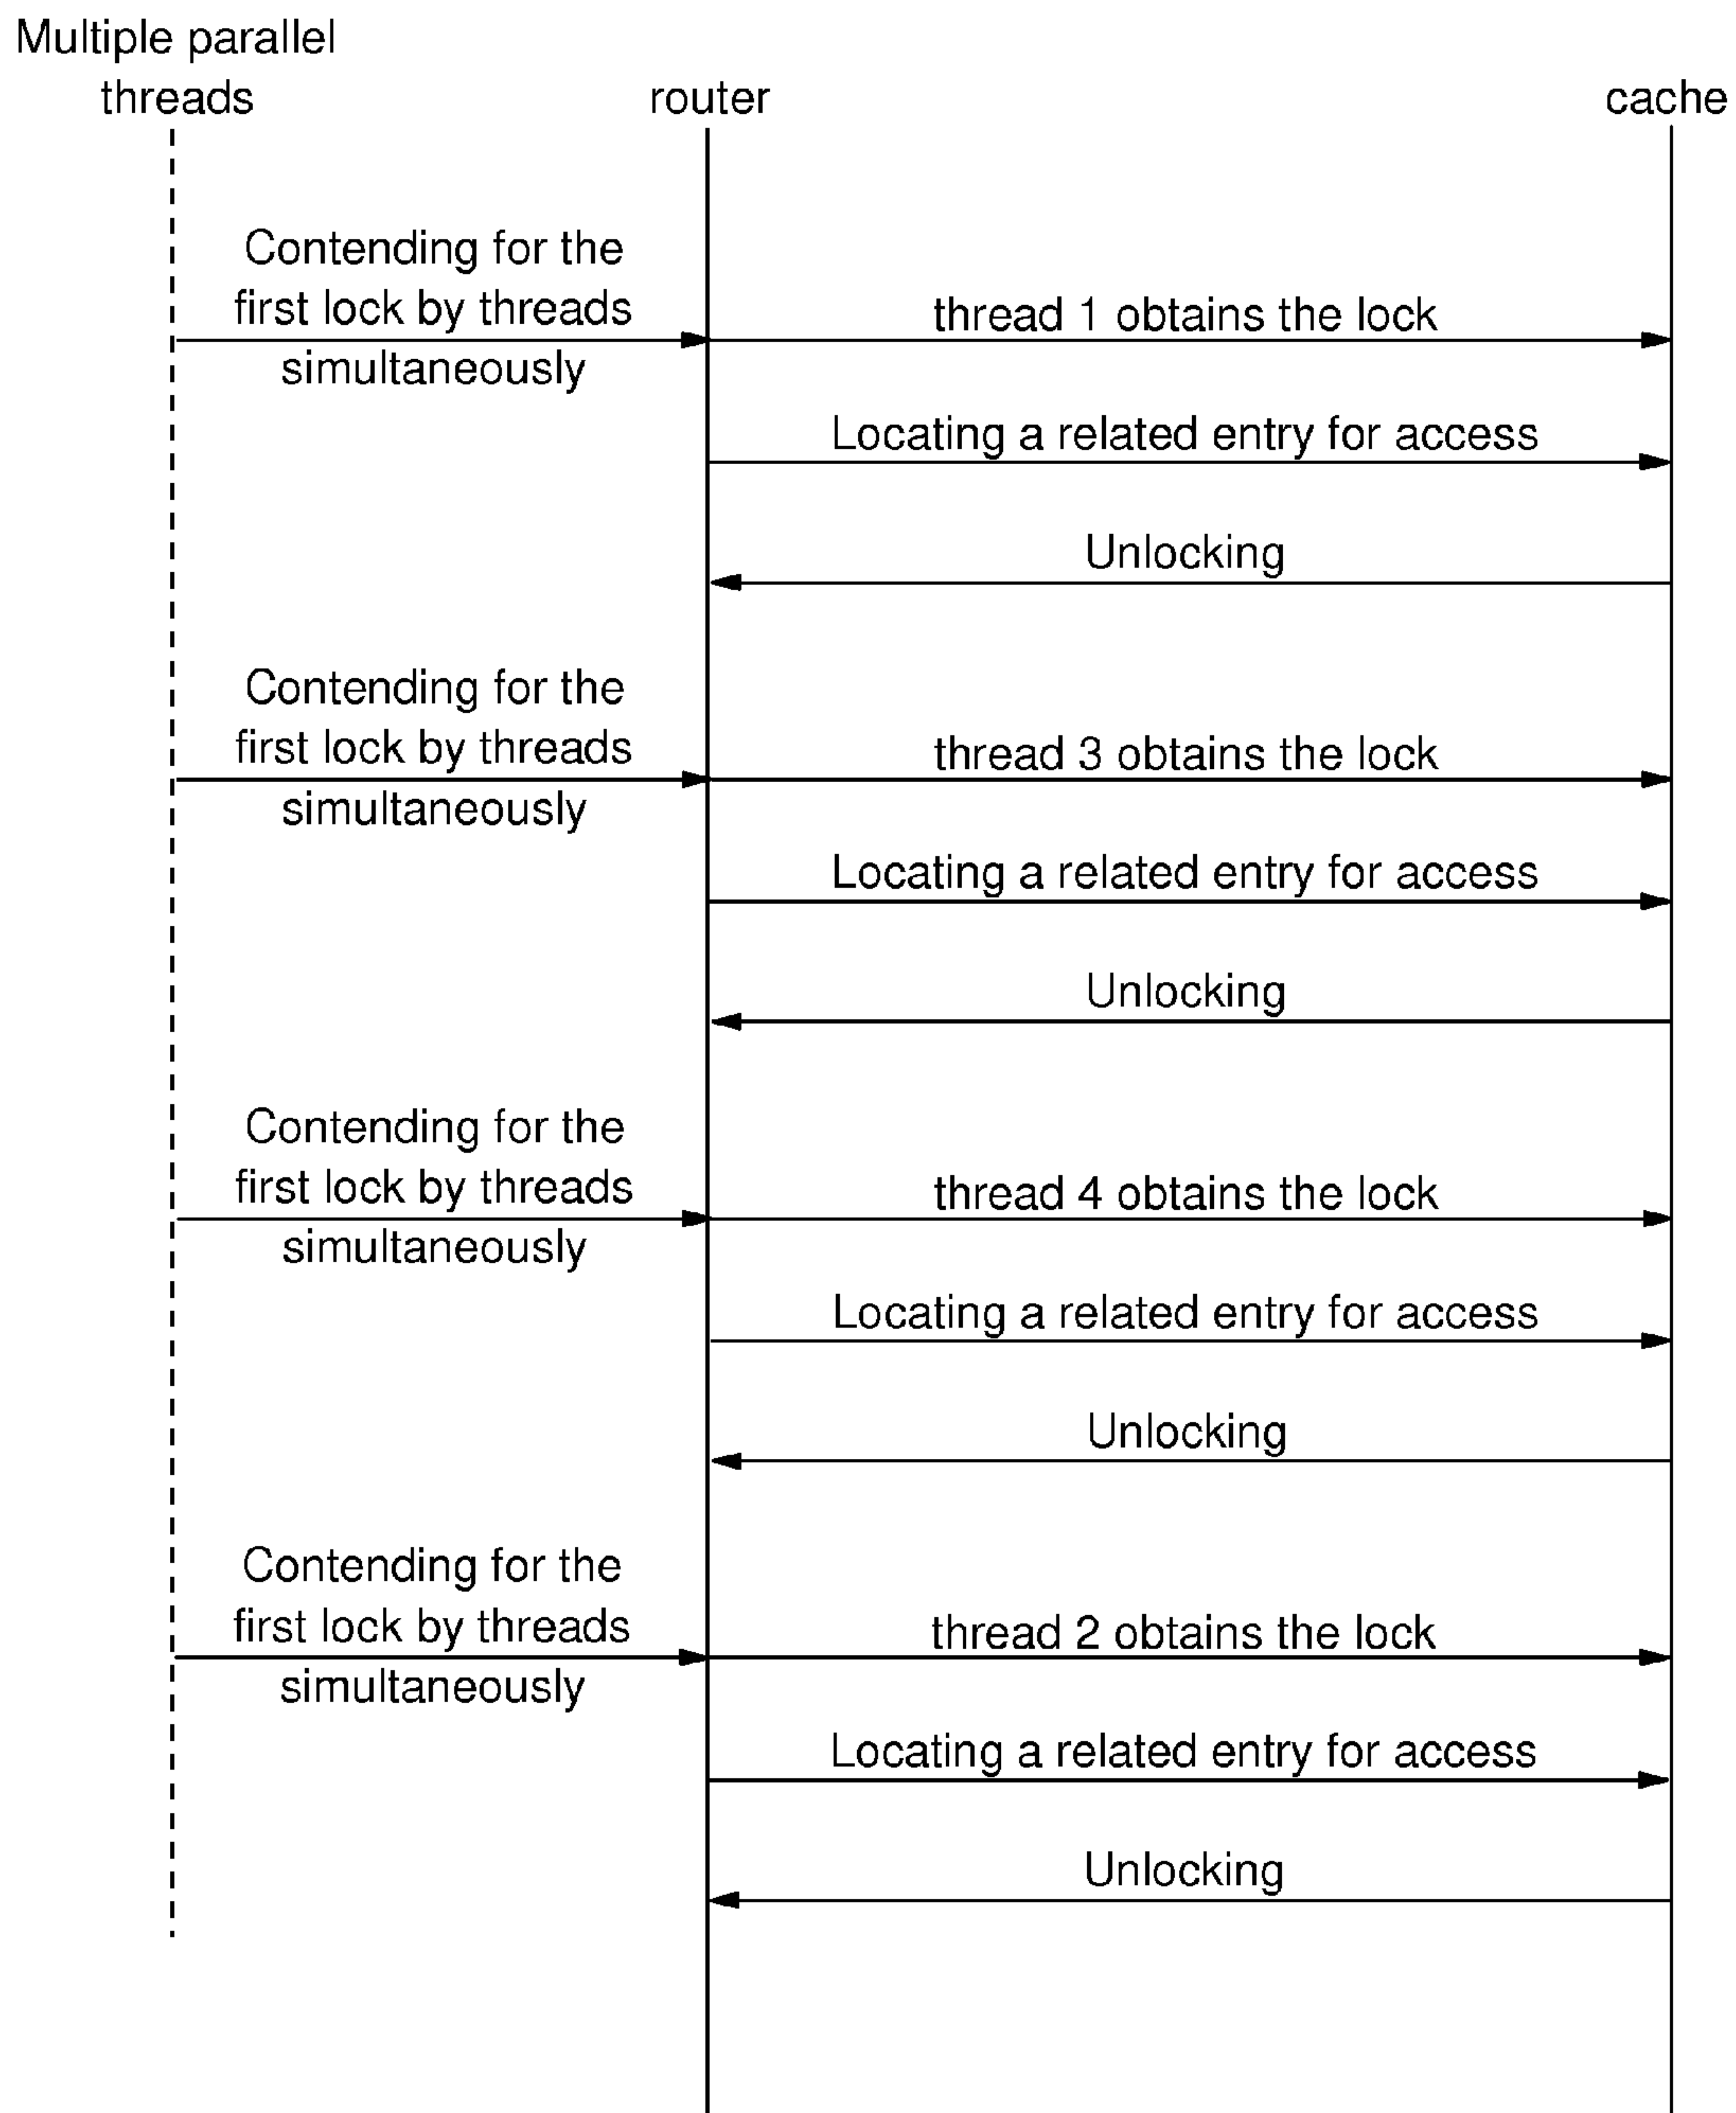 Multiple parallel
threads
router
cache
Contending for the
first lock by threads
simultaneously
thread 1 obtains the lock
Locating a related entry for access
Unlocking
Contending for the
first lock by threads
simultaneously
thread 3 obtains the lock
Locating a related entry for access
Unlocking
Contending for the
first lock by threads
simultaneously
thread 4 obtains the lock
Locating a related entry for access
Unlocking
Contending for the
first lock by threads
simultaneously
thread 2 obtains the lock
Locating a related entry for access
Unlocking